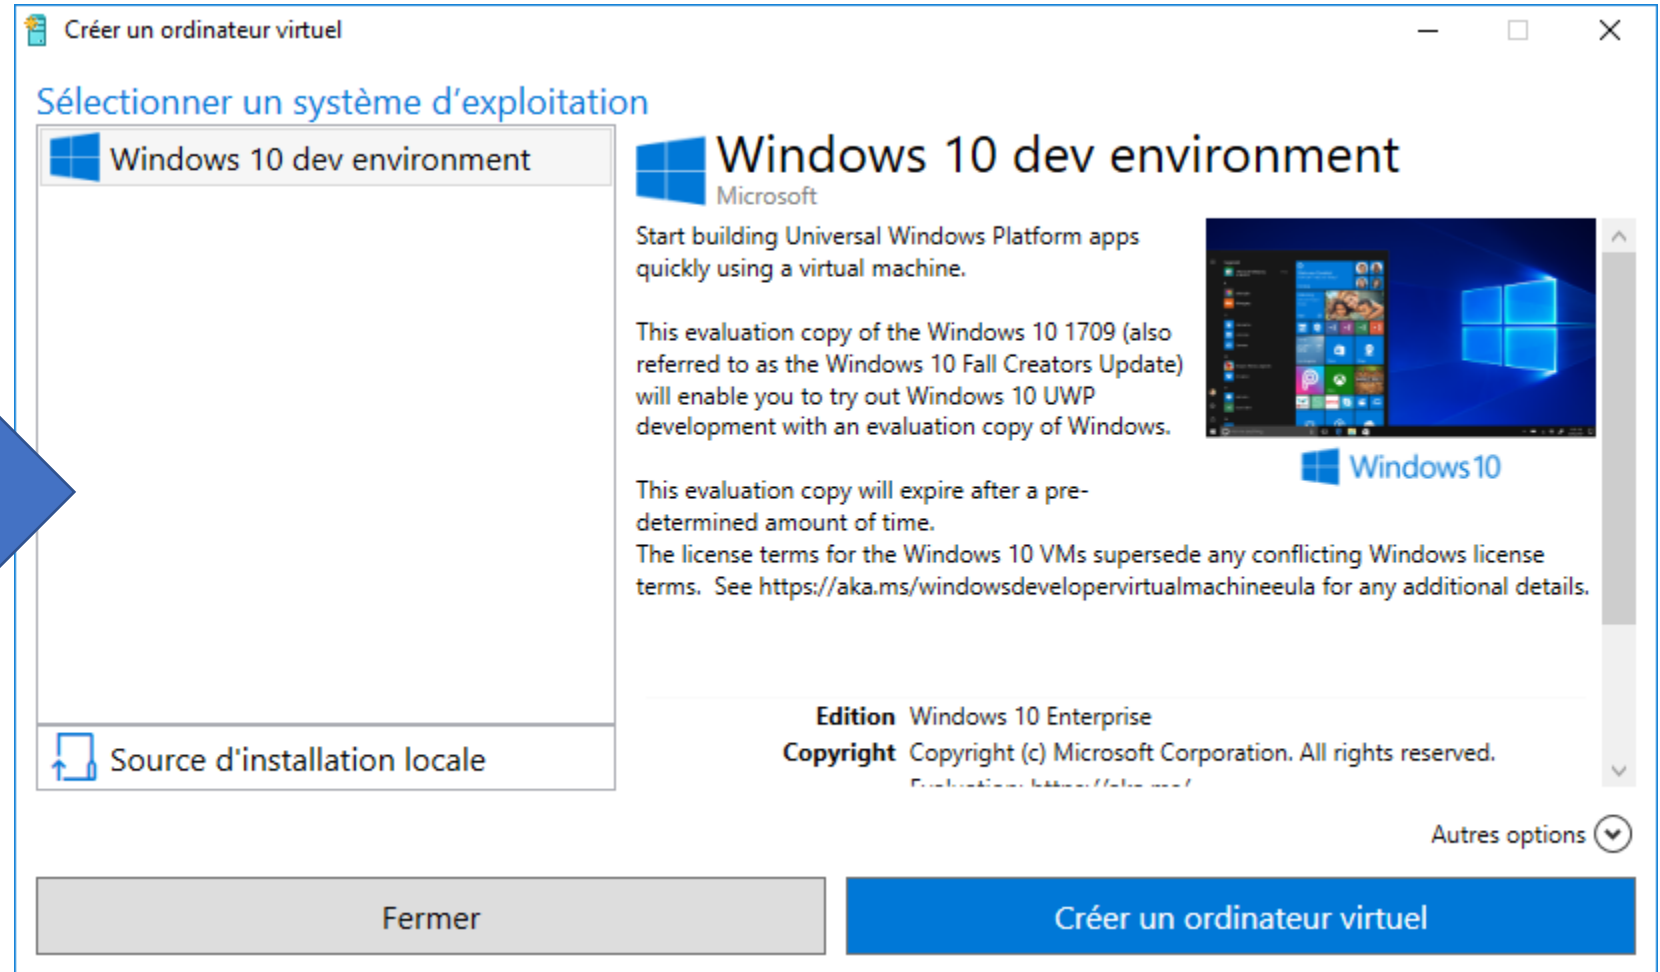 Créer un ordinateur virtuel
Sélectionner un système d'exploitation
Windows 10 dev environment
Source d'installation locale
Windows 10 dev environment
Microsoft
Start building Universal Windows Platform apps
quickly using a virtual machine.
This evaluation copy of the Windows 10 1709 (also
referred to as the Windows 10 Fall Creators Update)
will enable you to try out Windows 10 UWP
development with an evaluation copy of Windows.
This evaluation copy will expire after a pre-
determined amount of time.
The license terms for the Windows 10 VMs supersede any conflicting Windows license
terms.  See https://aka.ms/windowsdevelopervirtualmachineeula for any additional details.
Windows 10
Edition Windows 10 Enterprise
Copyright Copyright (c) Microsoft Corporation. All rights reserved.
Evaluation: https://aka.ms/
Autres options
Fermer
Créer un ordinateur virtuel